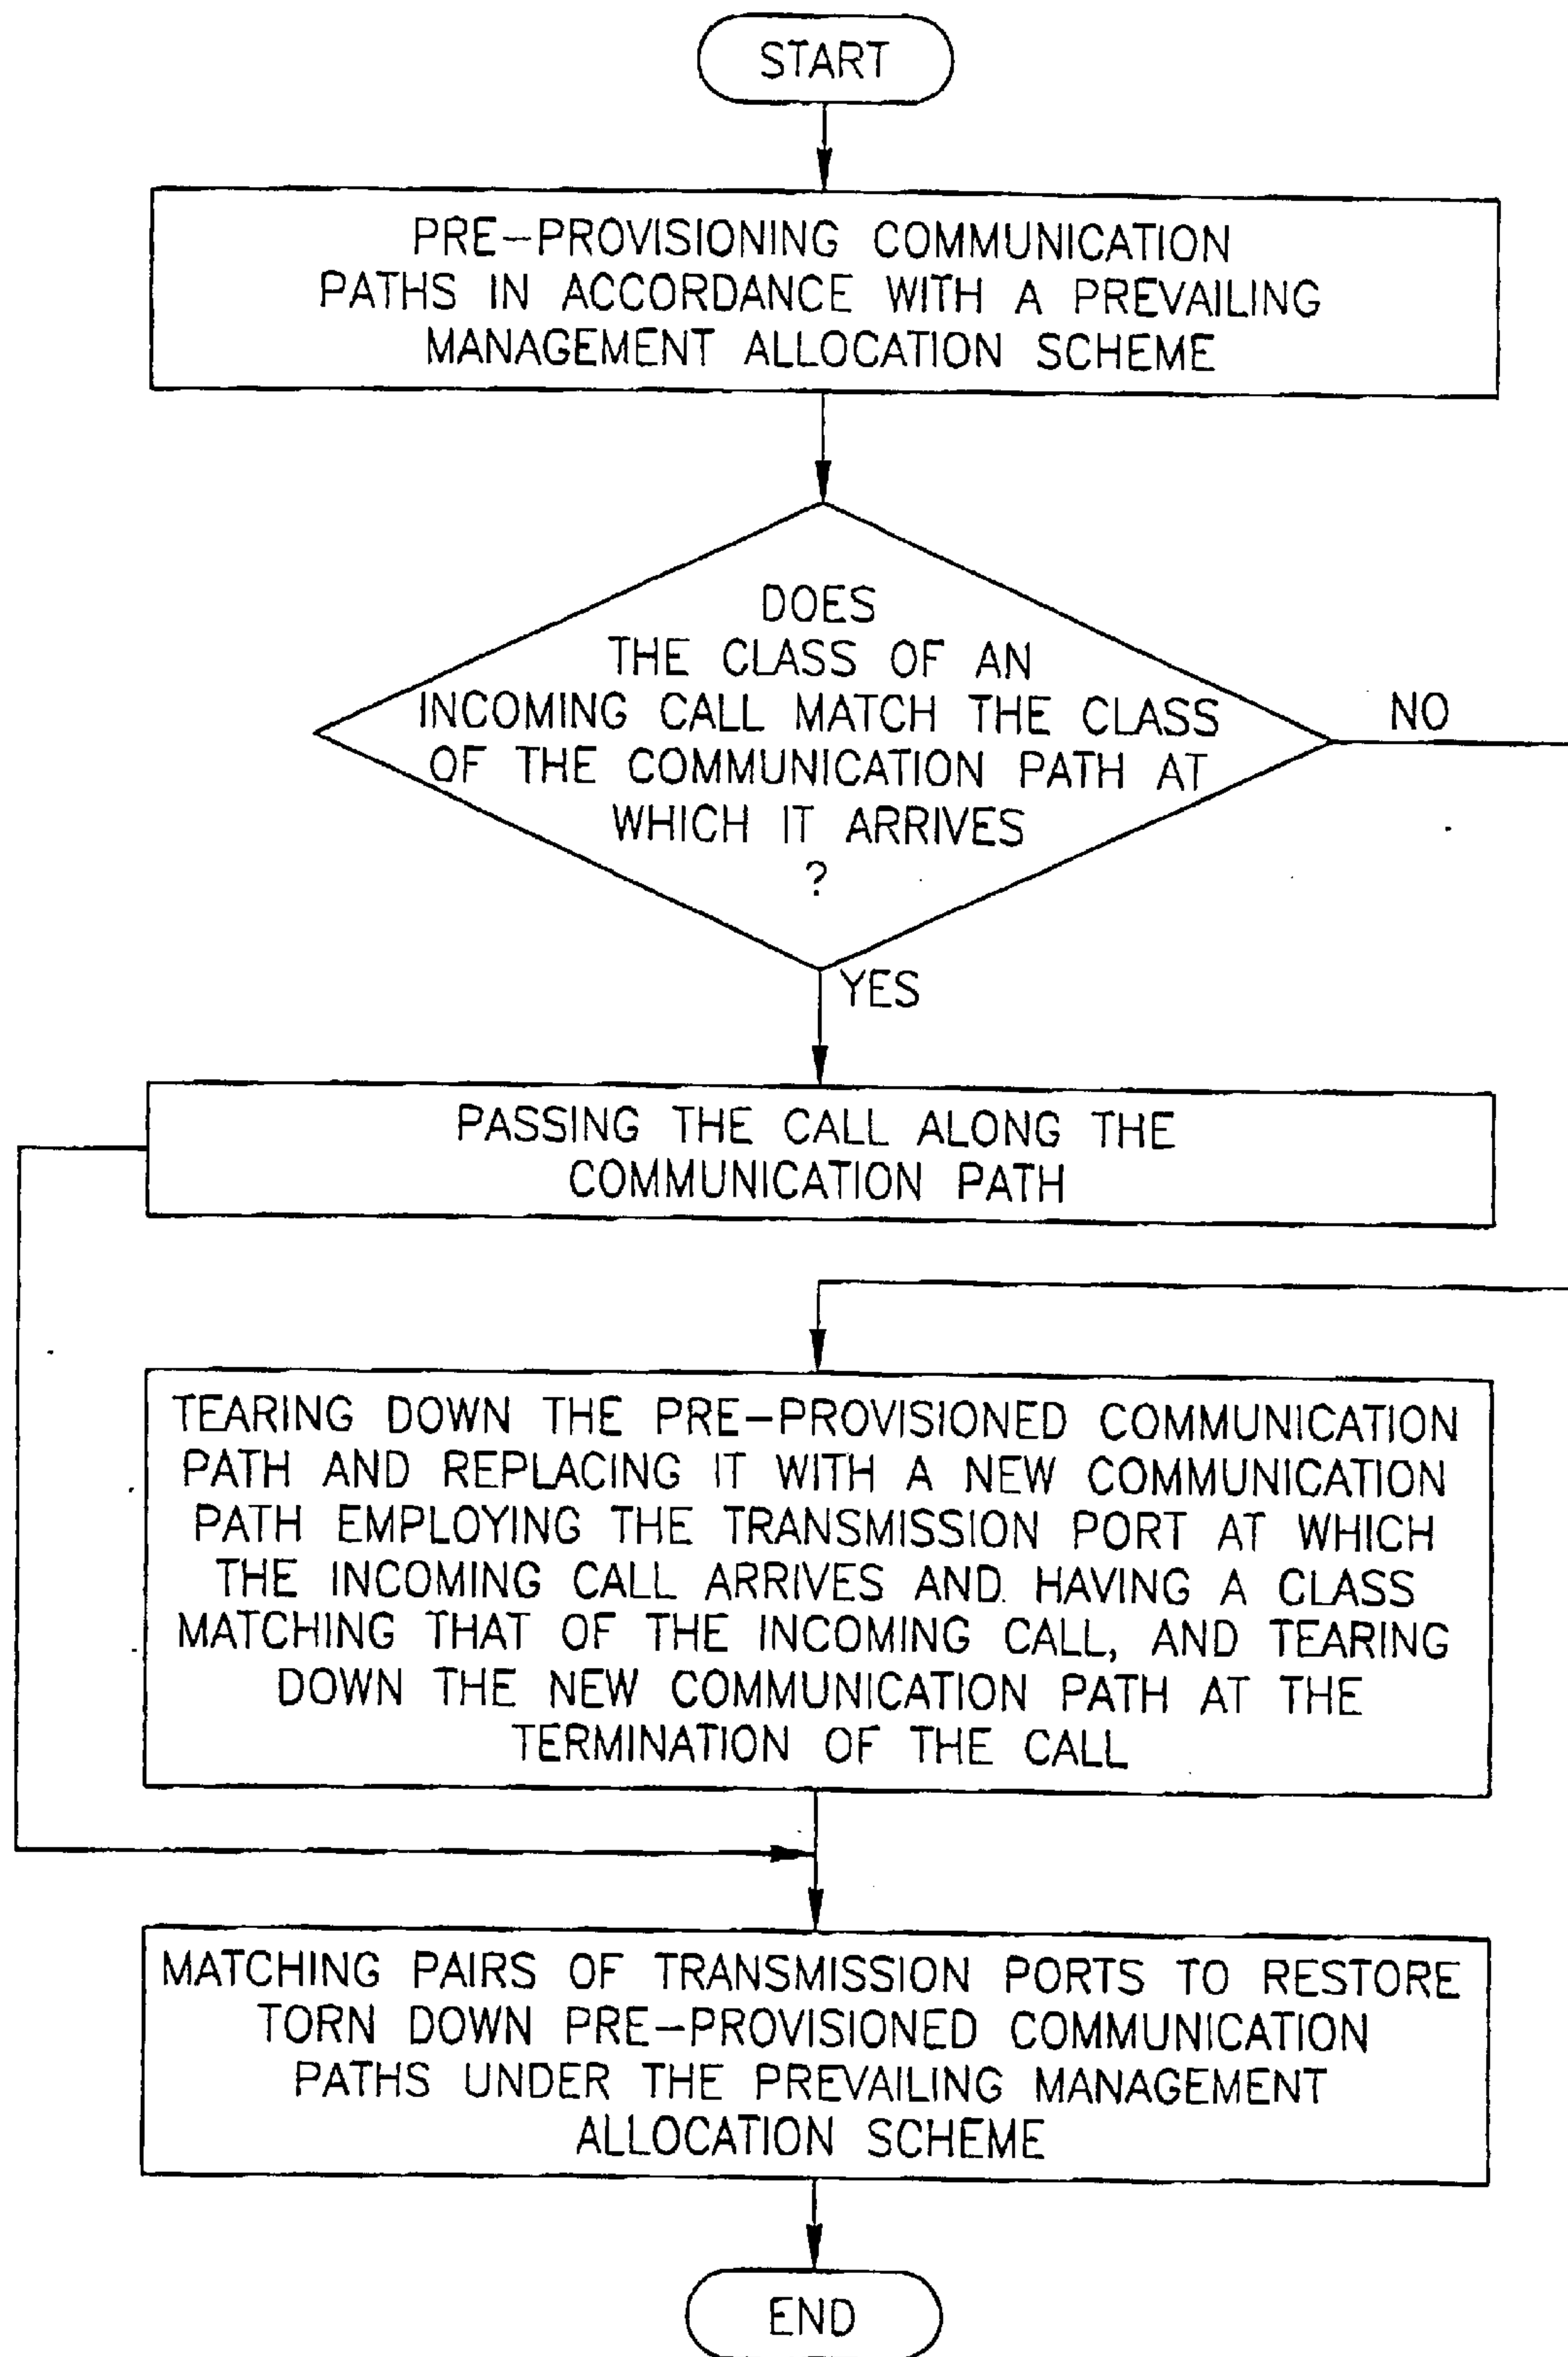 START
PRE-PROVISIONING COMMUNICATION
PATHS IN ACCORDANCE WITH A PREVAILING
MANAGEMENT ALLOCATION SCHEME
DOES
THE CLASS OF AN
INCOMING CALL MATCH THE CLASS
OF THE COMMUNICATION PATH AT
WHICH IT ARRIVES
?
NO
YES
PASSING THE CALL ALONG THE
COMMUNICATION PATH
TEARING DOWN THE PRE-PROVISIONED COMMUNICATION
PATH AND REPLACING IT WITH A NEW COMMUNICATION
PATH EMPLOYING THE TRANSMISSION PORT AT WHICH
THE INCOMING CALL ARRIVES AND HAVING A CLASS
MATCHING THAT OF THE INCOMING CALL, AND TEARING
DOWN THE NEW COMMUNICATION PATH AT THE
TERMINATION OF THE CALL
MATCHING PAIRS OF TRANSMISSION PORTS TO RESTORE
TORN DOWN PRE-PROVISIONED COMMUNICATION
PATHS UNDER THE PREVAILING MANAGEMENT
ALLOCATION SCHEME
END